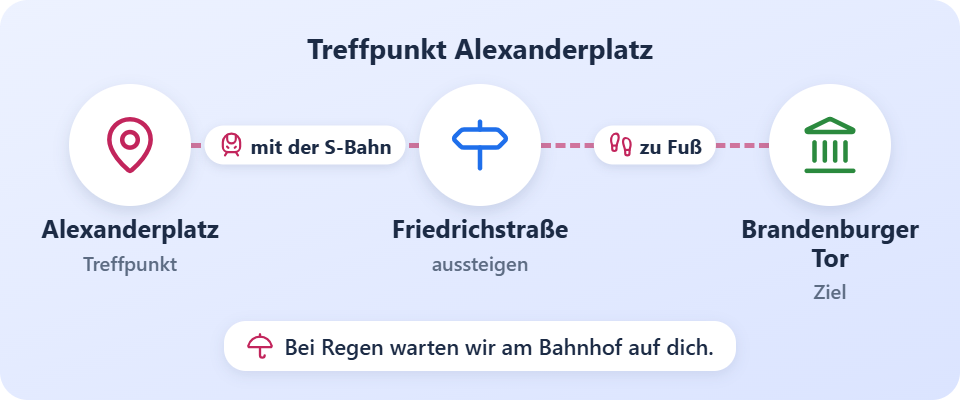 Treffpunkt Alexanderplatz
mit der S-Bahn
zu Fuß
Alexanderplatz
Treffpunkt
Friedrichstraße
aussteigen
Brandenburger
Tor
Ziel
Bei Regen warten wir am Bahnhof auf dich.